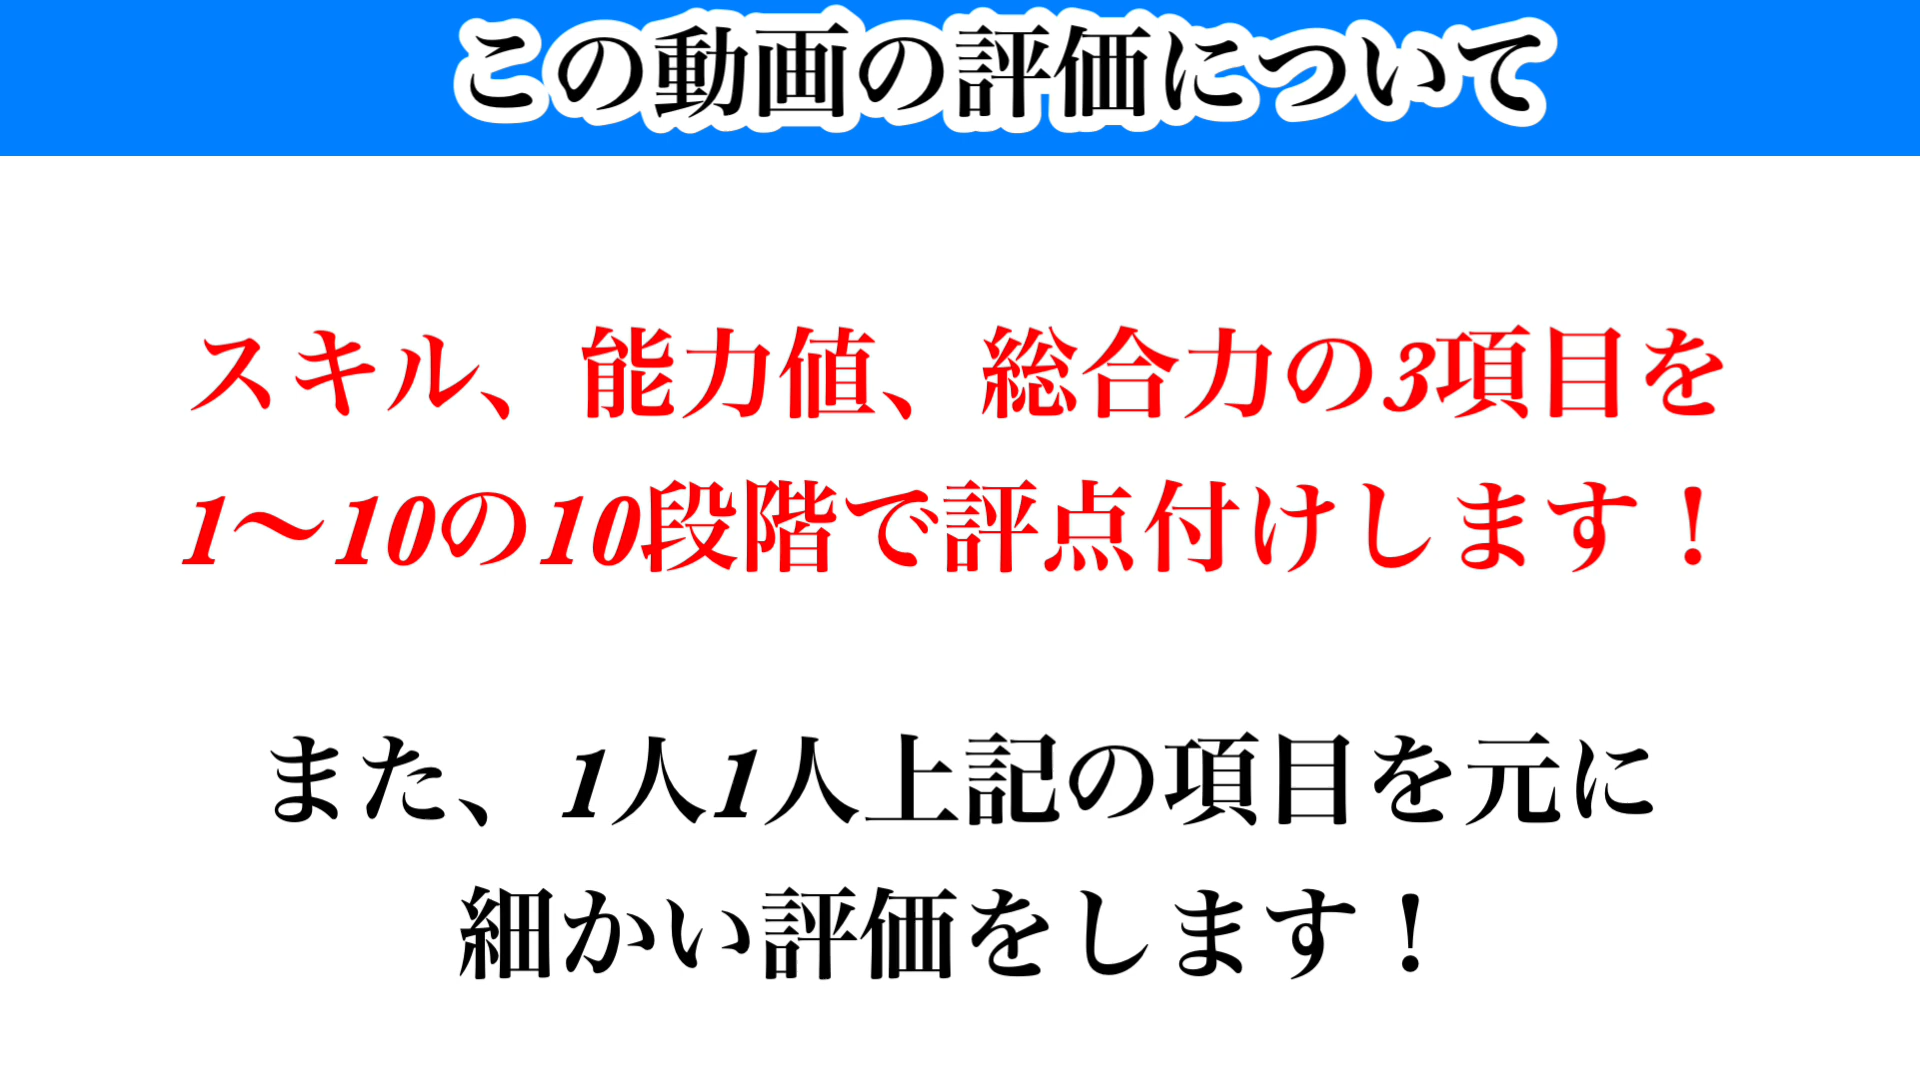 この動画の評価について
スキル、能力値、総合力の3項目を
1〜10の10段階で評点付けします！
また、1人1人上記の項目を元に
細かい評価をします！